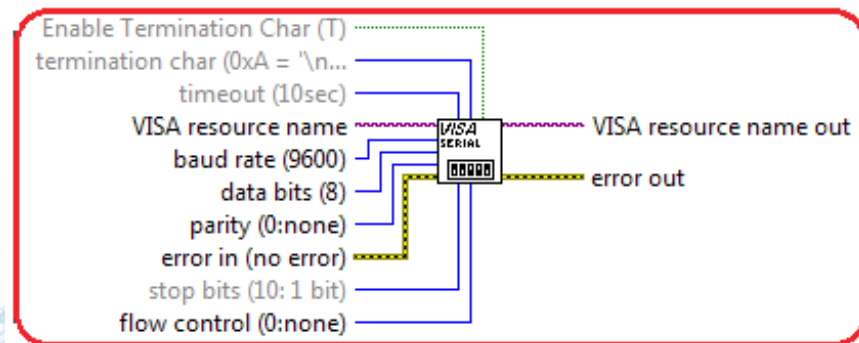 Enable Termination Char (T)
termination char (0xA = '\n...
timeout (10sec)
VISA resource name
baud rate (9600)
data bits (8)
parity (0:none)
error in (no error)
stop bits (10: 1 bit)
flow control (0:none)
VISA
SERIAL
VISA resource name out
error out